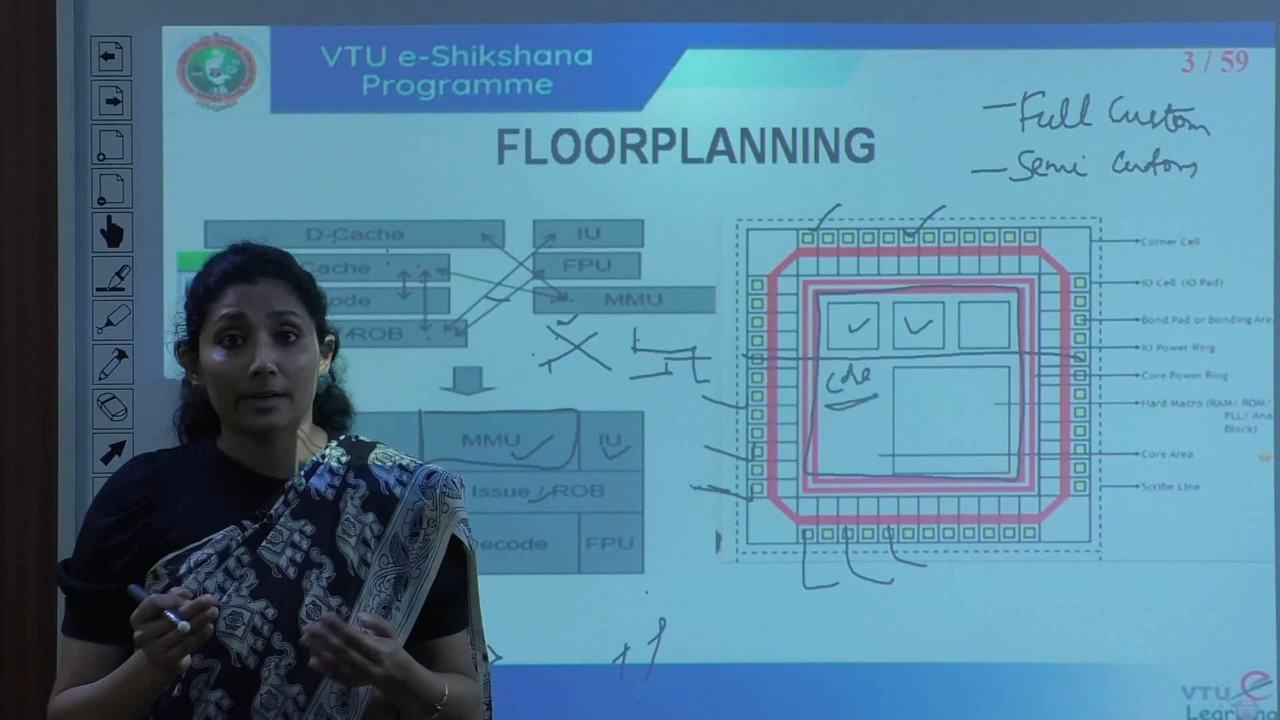 VTU e-Shikshana
Programme
3 / 59
FLOORPLANNING
- Full Custom
- Semi Custom
D-Cache
IU
Cache
FPU
ode
MMU
/ROB
MMU
IU
Issue / ROB
ecode
FPU
core
Corner Cell
IO Cell (IO Pad)
Bond Pad or Bonding Area
IO Power Ring
Core Power Ring
Hard Macro (RAM/ ROM/
PLL/ Ana
Block)
Core Area
Scribe Line
VTU e
Learning